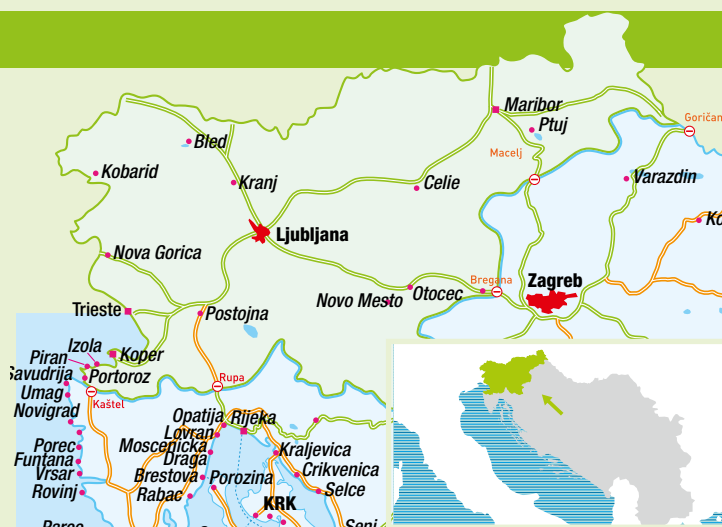 Maribor
Ptuj
Goričan
Macelj
Bled
Kobarid
Kranj
Celie
Varazdin
Ljubljana
Nova Gorica
Bregana
Zagreb
Novo Mesto
Otocec
Trieste
Postojna
Izola
Koper
Piran
Portoroz
Savudrija
Rupa
Umag
Kaštel
Novigrad
Opatija
Rijeka
Lovran
Moscenicka
Draga
Porec
Funtana
Vrsar
Rovinj
Kraljevica
Crikvenica
Selce
Brestova
Porozina
Rabac
KRK